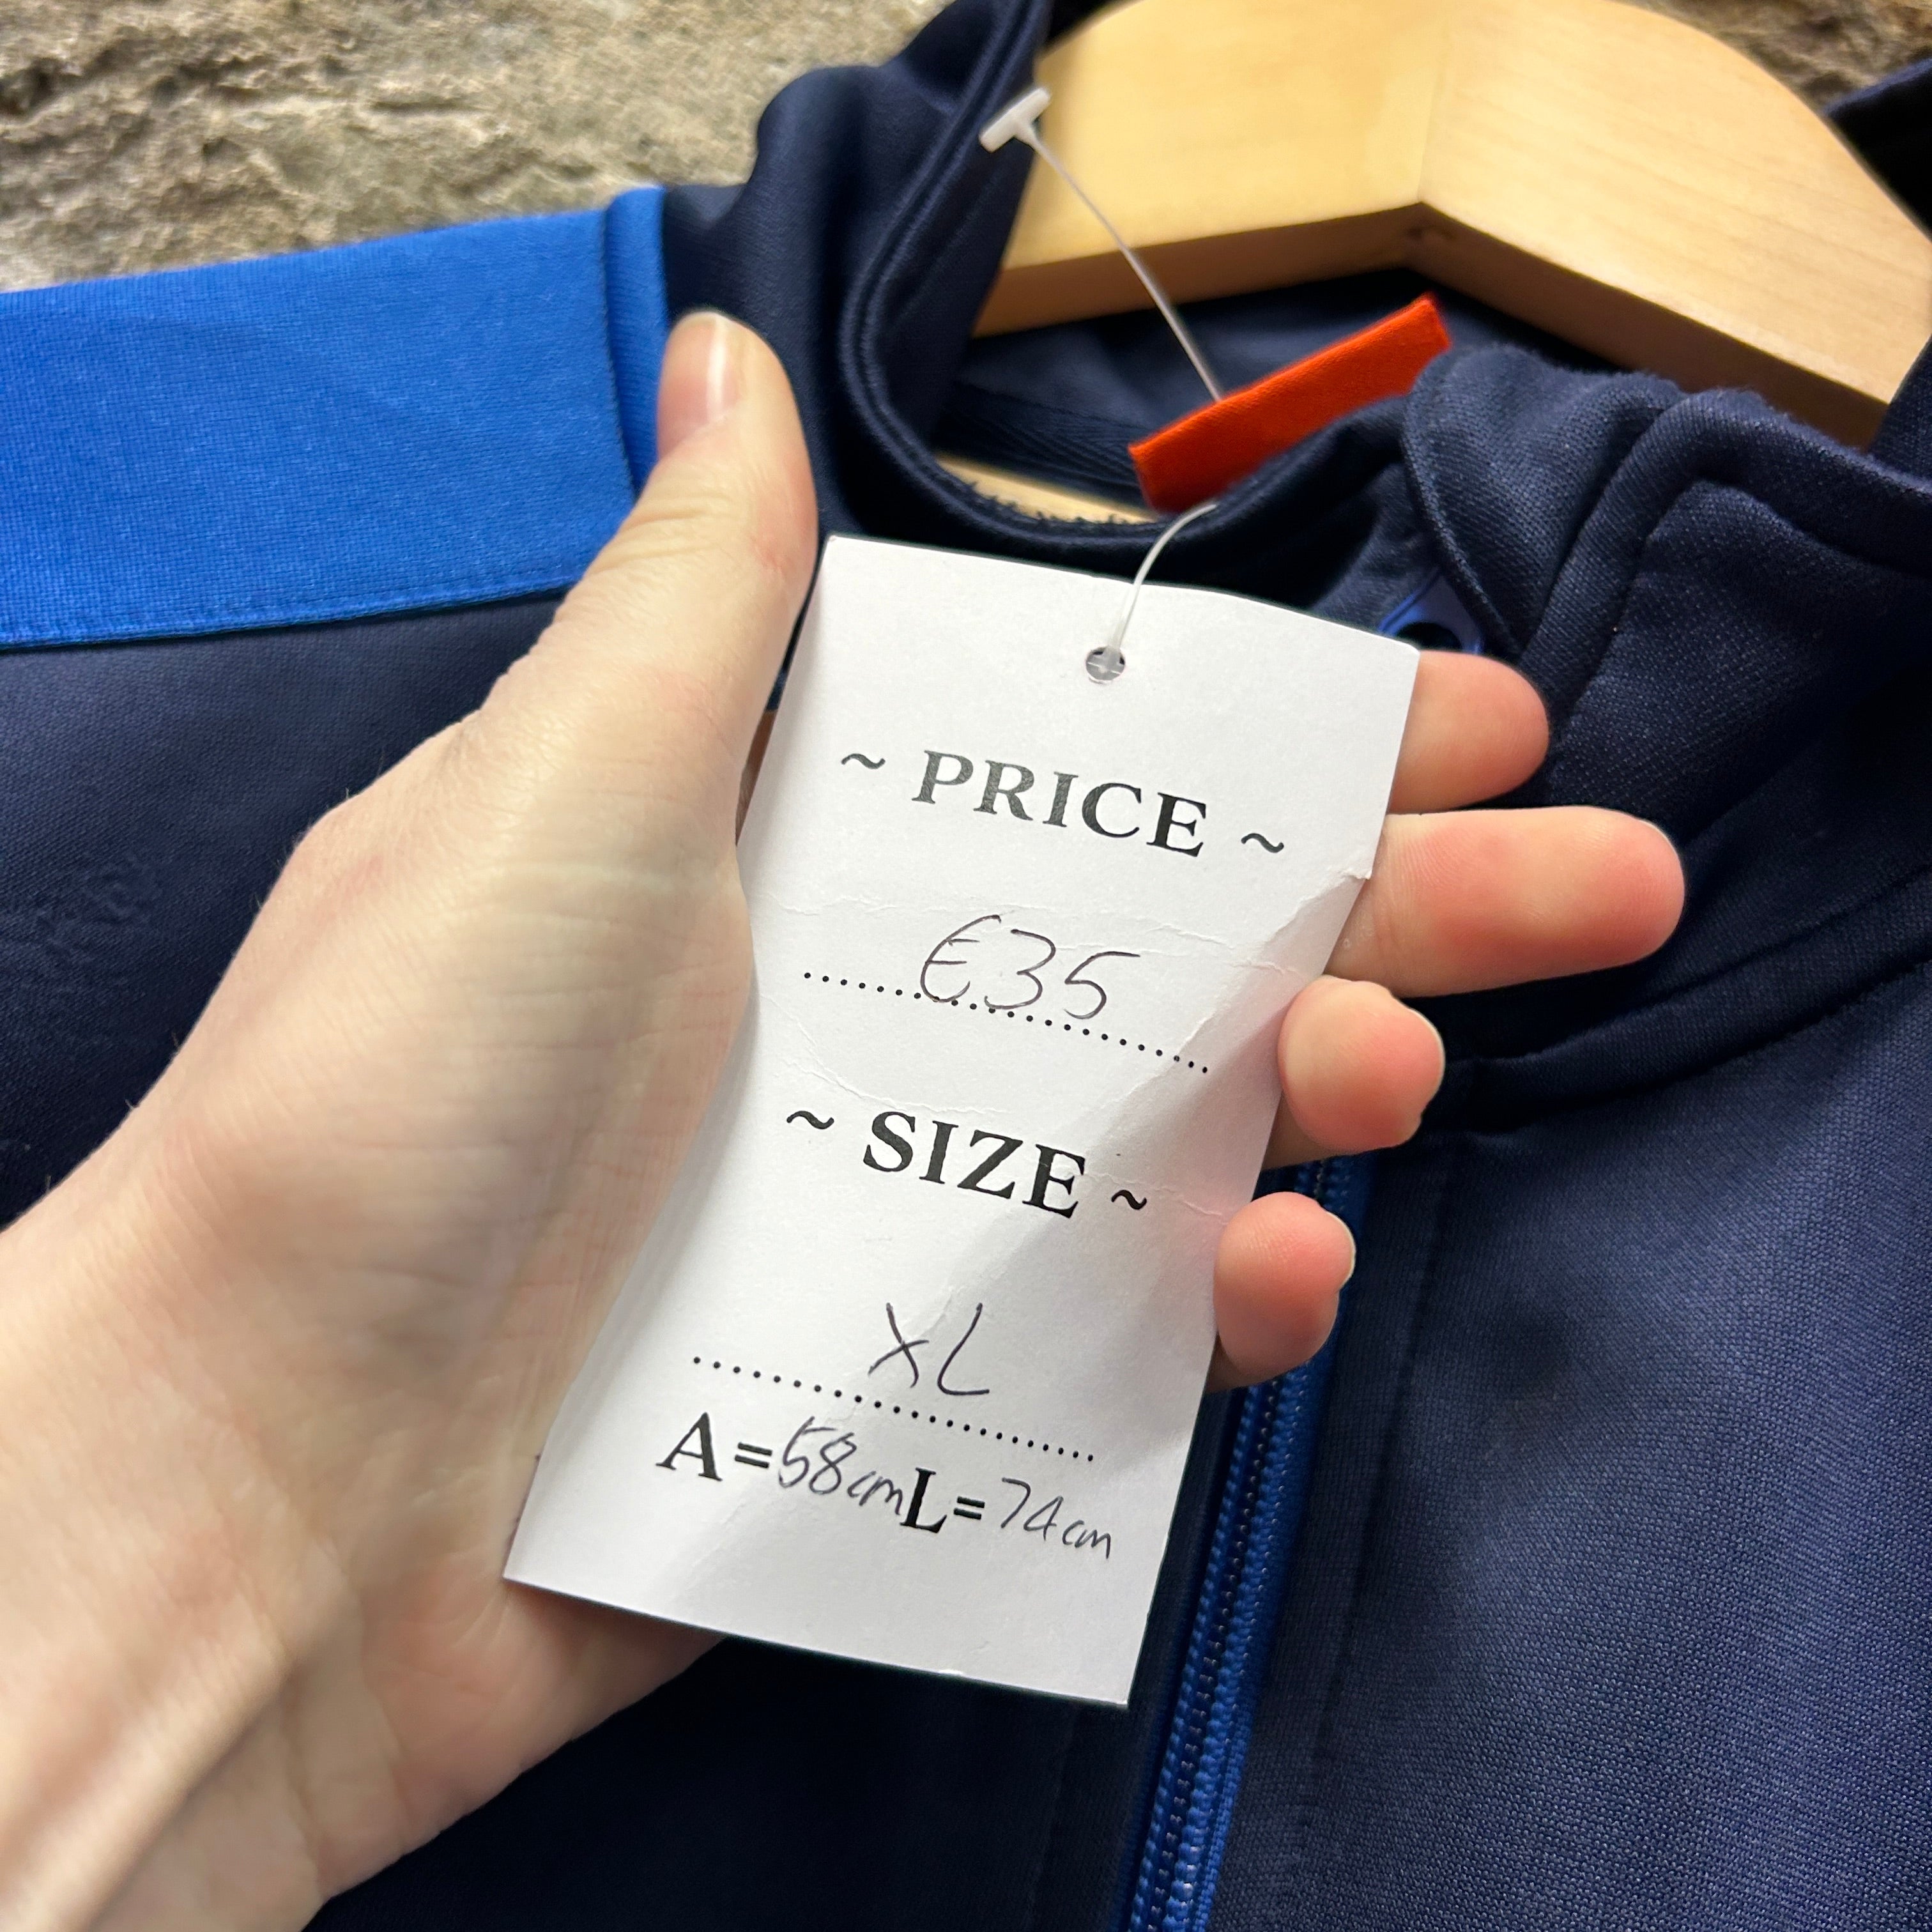 ~ PRICE ~
€35
~ SIZE ~
XL
A=58cm L=74cm